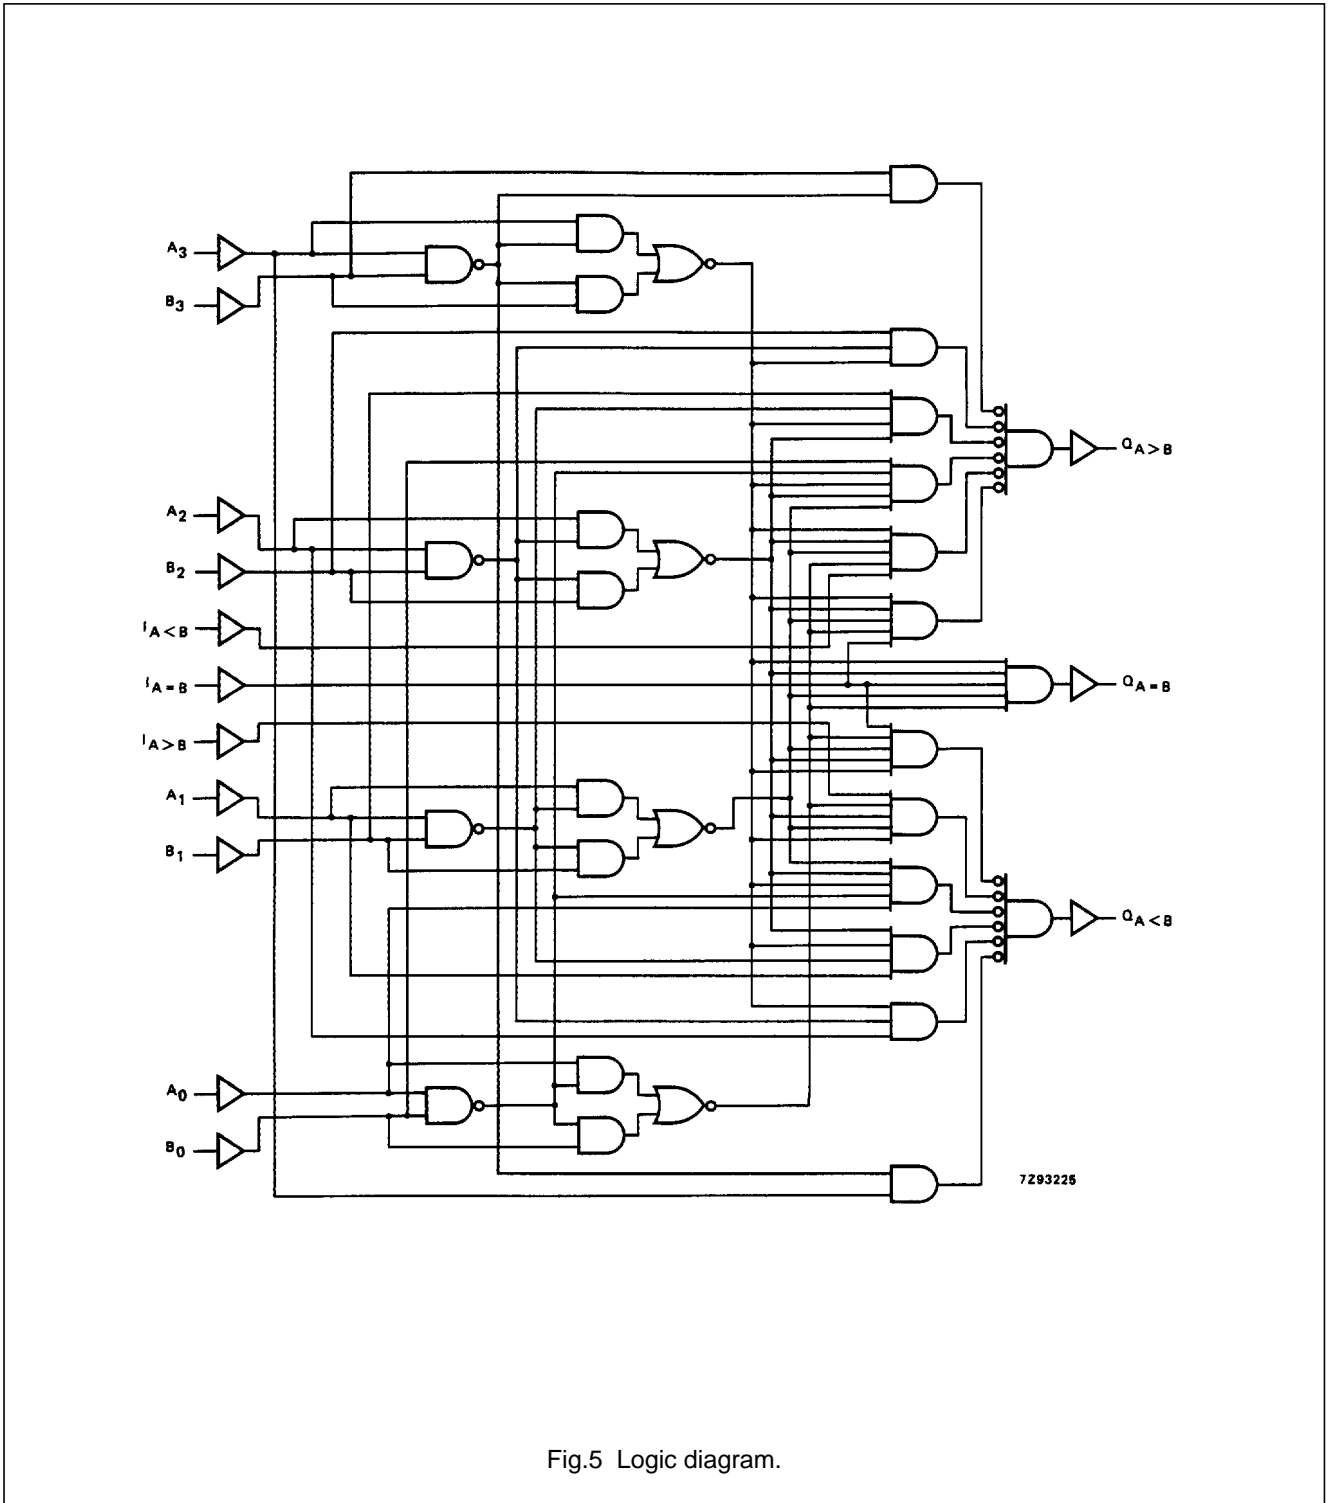 A3
B3
QA>B
A2
B2
IA<B
IA=B
QA=B
IA>B
A1
B1
QA<B
A0
B0
7Z93225
Fig.5 Logic diagram.